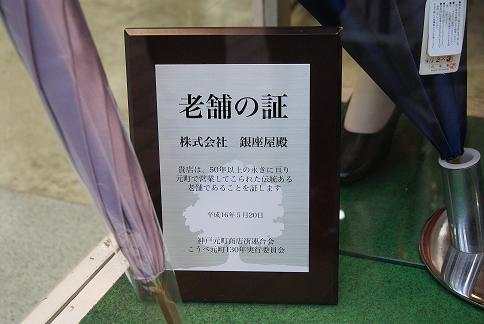 老舗の証
株式会社　銀座屋殿
貴店は、50年以上の永きに亘り
元町で営業してこられた伝統ある
老舗であることを証します
平成16年5月20日
神戸元町商店街連合会
こうべ元町130年実行委員会